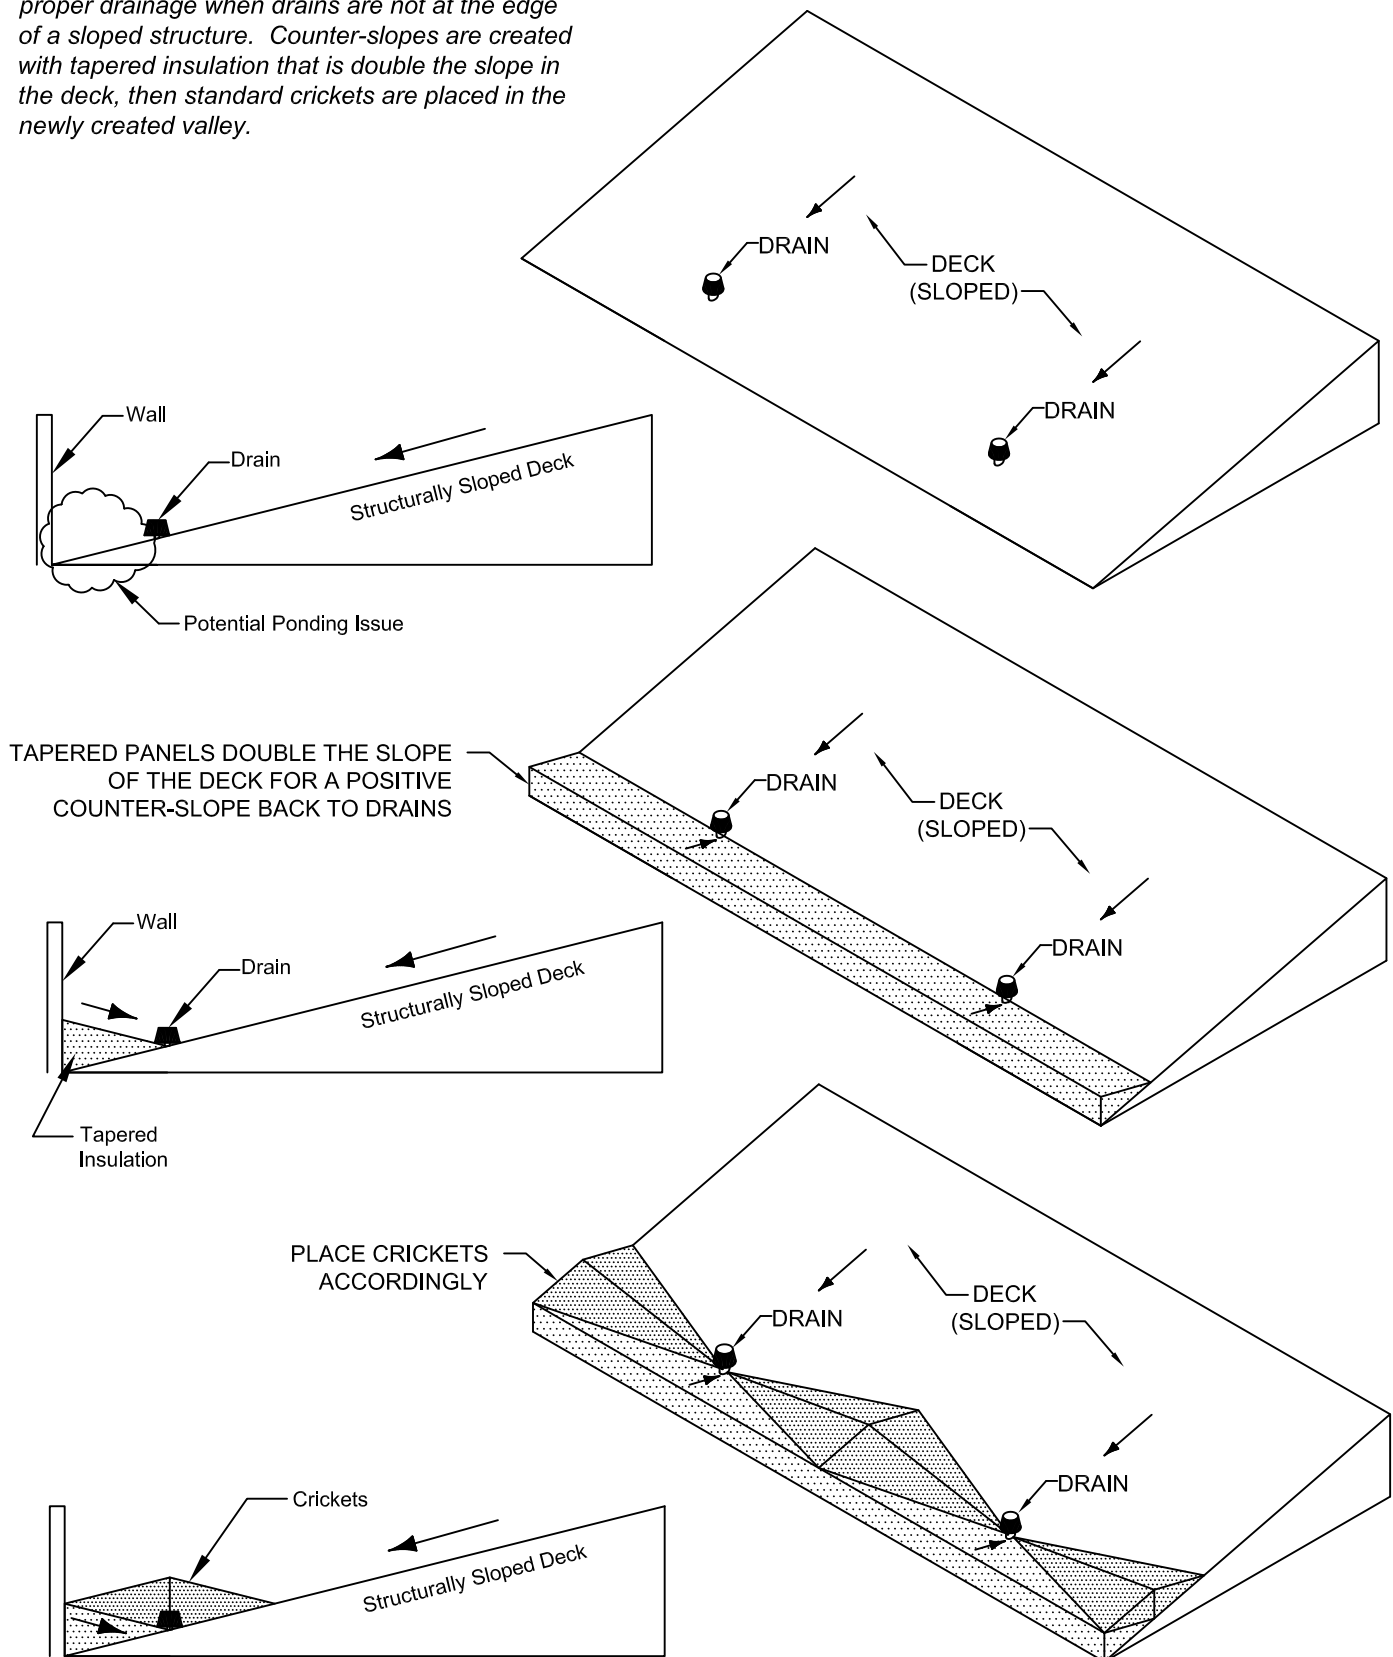 proper drainage when drains are not at the edge
of a sloped structure. Counter-slopes are created
with tapered insulation that is double the slope in
the deck, then standard crickets are placed in the
newly created valley.
DRAIN
DECK
(SLOPED)
DRAIN
Wall
Drain
Structurally Sloped Deck
Potential Ponding Issue
TAPERED PANELS DOUBLE THE SLOPE
OF THE DECK FOR A POSITIVE
COUNTER-SLOPE BACK TO DRAINS
DRAIN
DECK
(SLOPED)
DRAIN
Wall
Drain
Structurally Sloped Deck
Tapered
Insulation
PLACE CRICKETS
ACCORDINGLY
DRAIN
DECK
(SLOPED)
DRAIN
Crickets
Structurally Sloped Deck